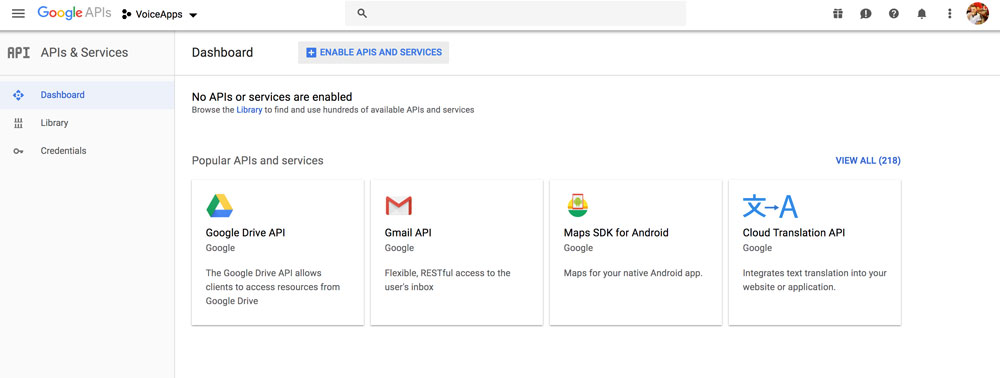 Google APIs
VoiceApps
API APIs & Services
Dashboard
ENABLE APIS AND SERVICES
Dashboard
Library
Credentials
No APIs or services are enabled
Browse the Library to find and use hundreds of available APIs and services
Popular APIs and services
VIEW ALL (218)
Google Drive API
Google
The Google Drive API allows
clients to access resources from
Google Drive
Gmail API
Google
Flexible, RESTful access to the
user's inbox
Maps SDK for Android
Google
Maps for your native Android app.
文→A
Cloud Translation API
Google
Integrates text translation into your
website or application.